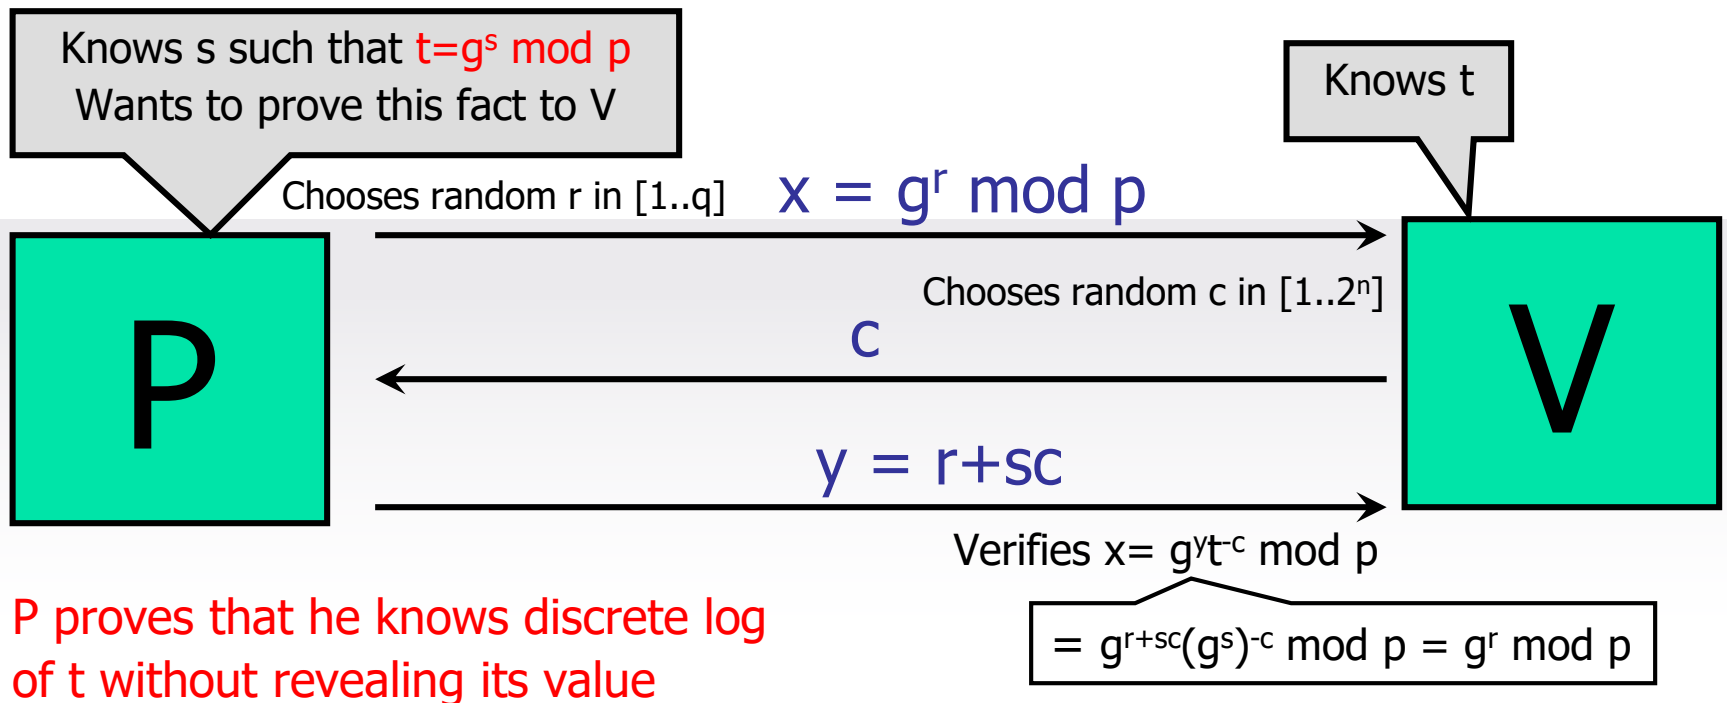 Knows s such that t=gˢ mod p
Wants to prove this fact to V
Knows t
Chooses random r in [1..q]
x = gʳ mod p
Chooses random c in [1..2ⁿ]
c
P
V
y = r+sc
Verifies x= gʸt⁻ᶜ mod p
= gʳ⁺ˢᶜ(gˢ)⁻ᶜ mod p = gʳ mod p
P proves that he knows discrete log
of t without revealing its value